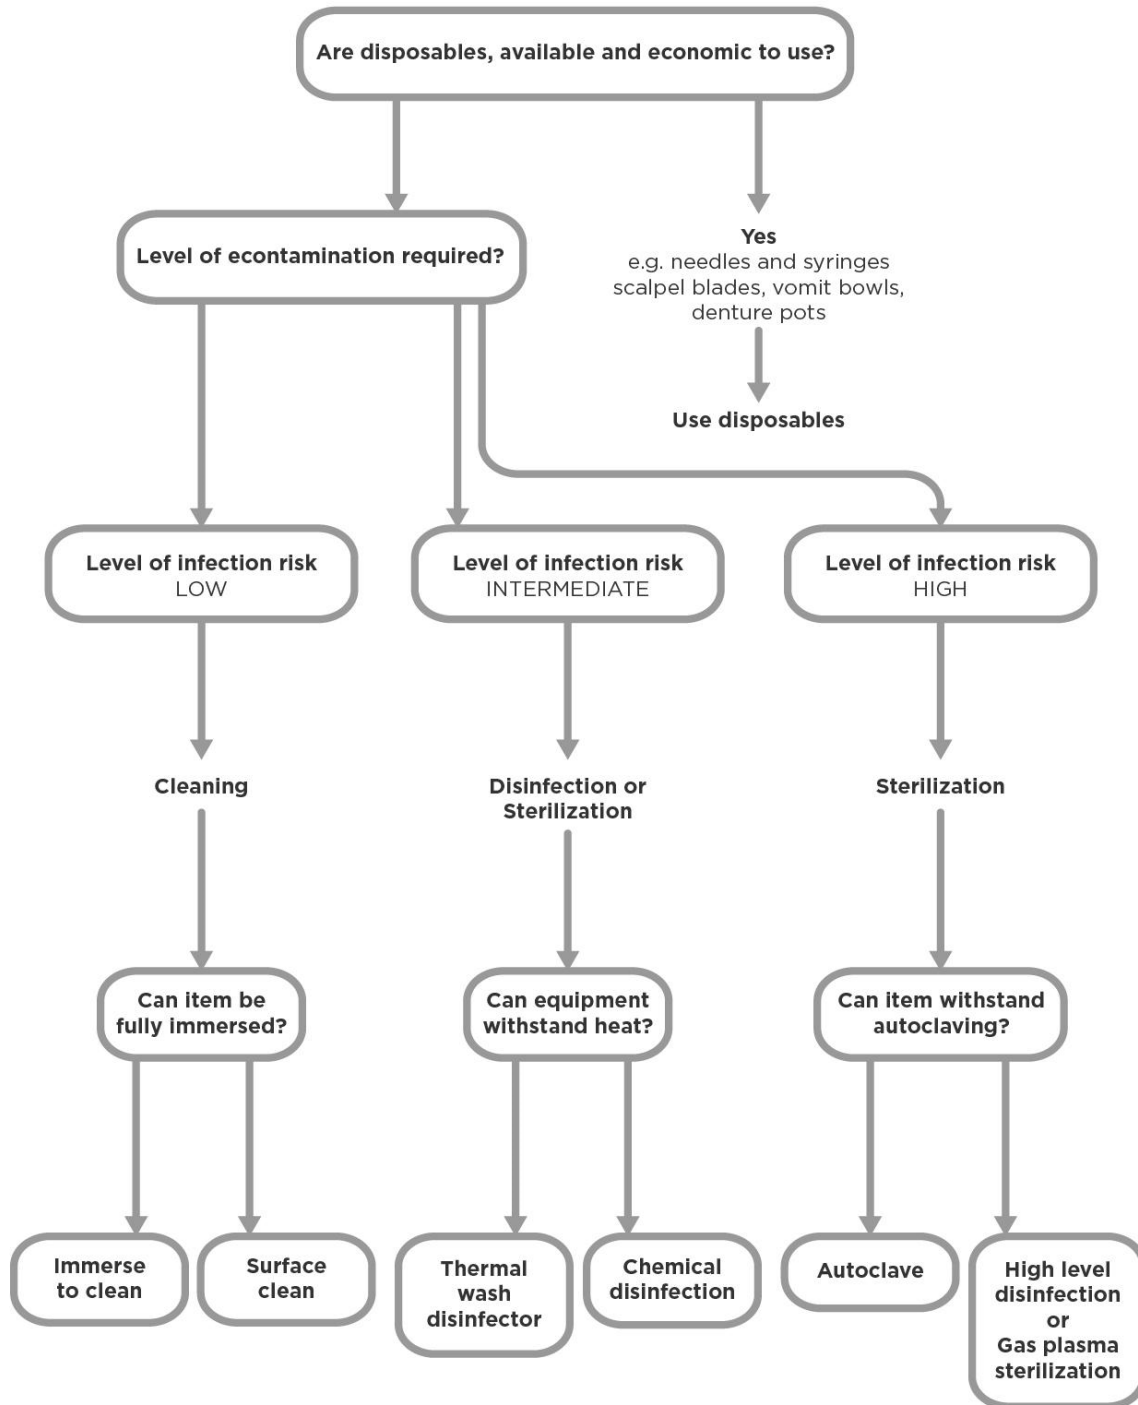 Are disposables, available and economic to use?
Level of econtamination required?
Yes
e.g. needles and syringes
scalpel blades, vomit bowls,
denture pots
Use disposables
Level of infection risk
LOW
Level of infection risk
INTERMEDIATE
Level of infection risk
HIGH
Cleaning
Disinfection or
Sterilization
Sterilization
Can item be
fully immersed?
Can equipment
withstand heat?
Can item withstand
autoclaving?
Immerse
to clean
Surface
clean
Thermal
wash
disinfector
Chemical
disinfection
Autoclave
High level
disinfection
or
Gas plasma
sterilization